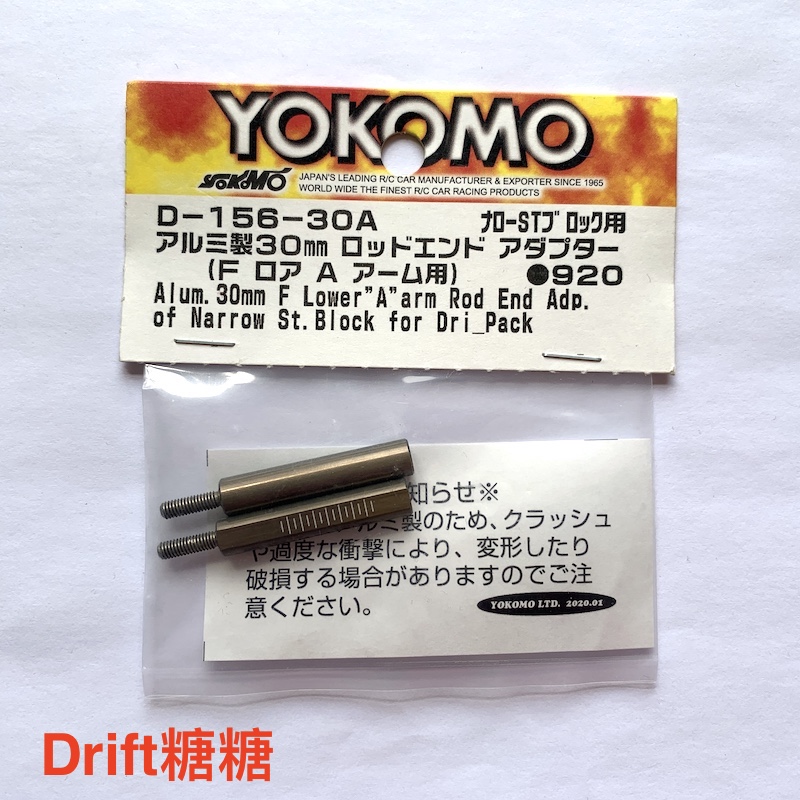 YOKOMO
YOKOMO JAPAN'S LEADING R/C CAR MANUFACTURER & EXPORTER SINCE 1965
WORLD WIDE THE FINEST R/C CAR RACING PRODUCTS
D-156-30A ﾅﾛｰSTﾌﾞﾛｯｸ用
アルミ製30mm ロッドエンド アダプター
(F ロア A アーム用) ●920
Alum.30mm F Lower"A"arm Rod End Adp.
of Narrow St.Block for Dri_Pack
知らせ※
ルミ製のため、クラッシュ
や過度な衝撃により、変形したり
破損する場合がありますのでご注
意ください。
YOKOMO LTD. 2020.01
Drift糖糖